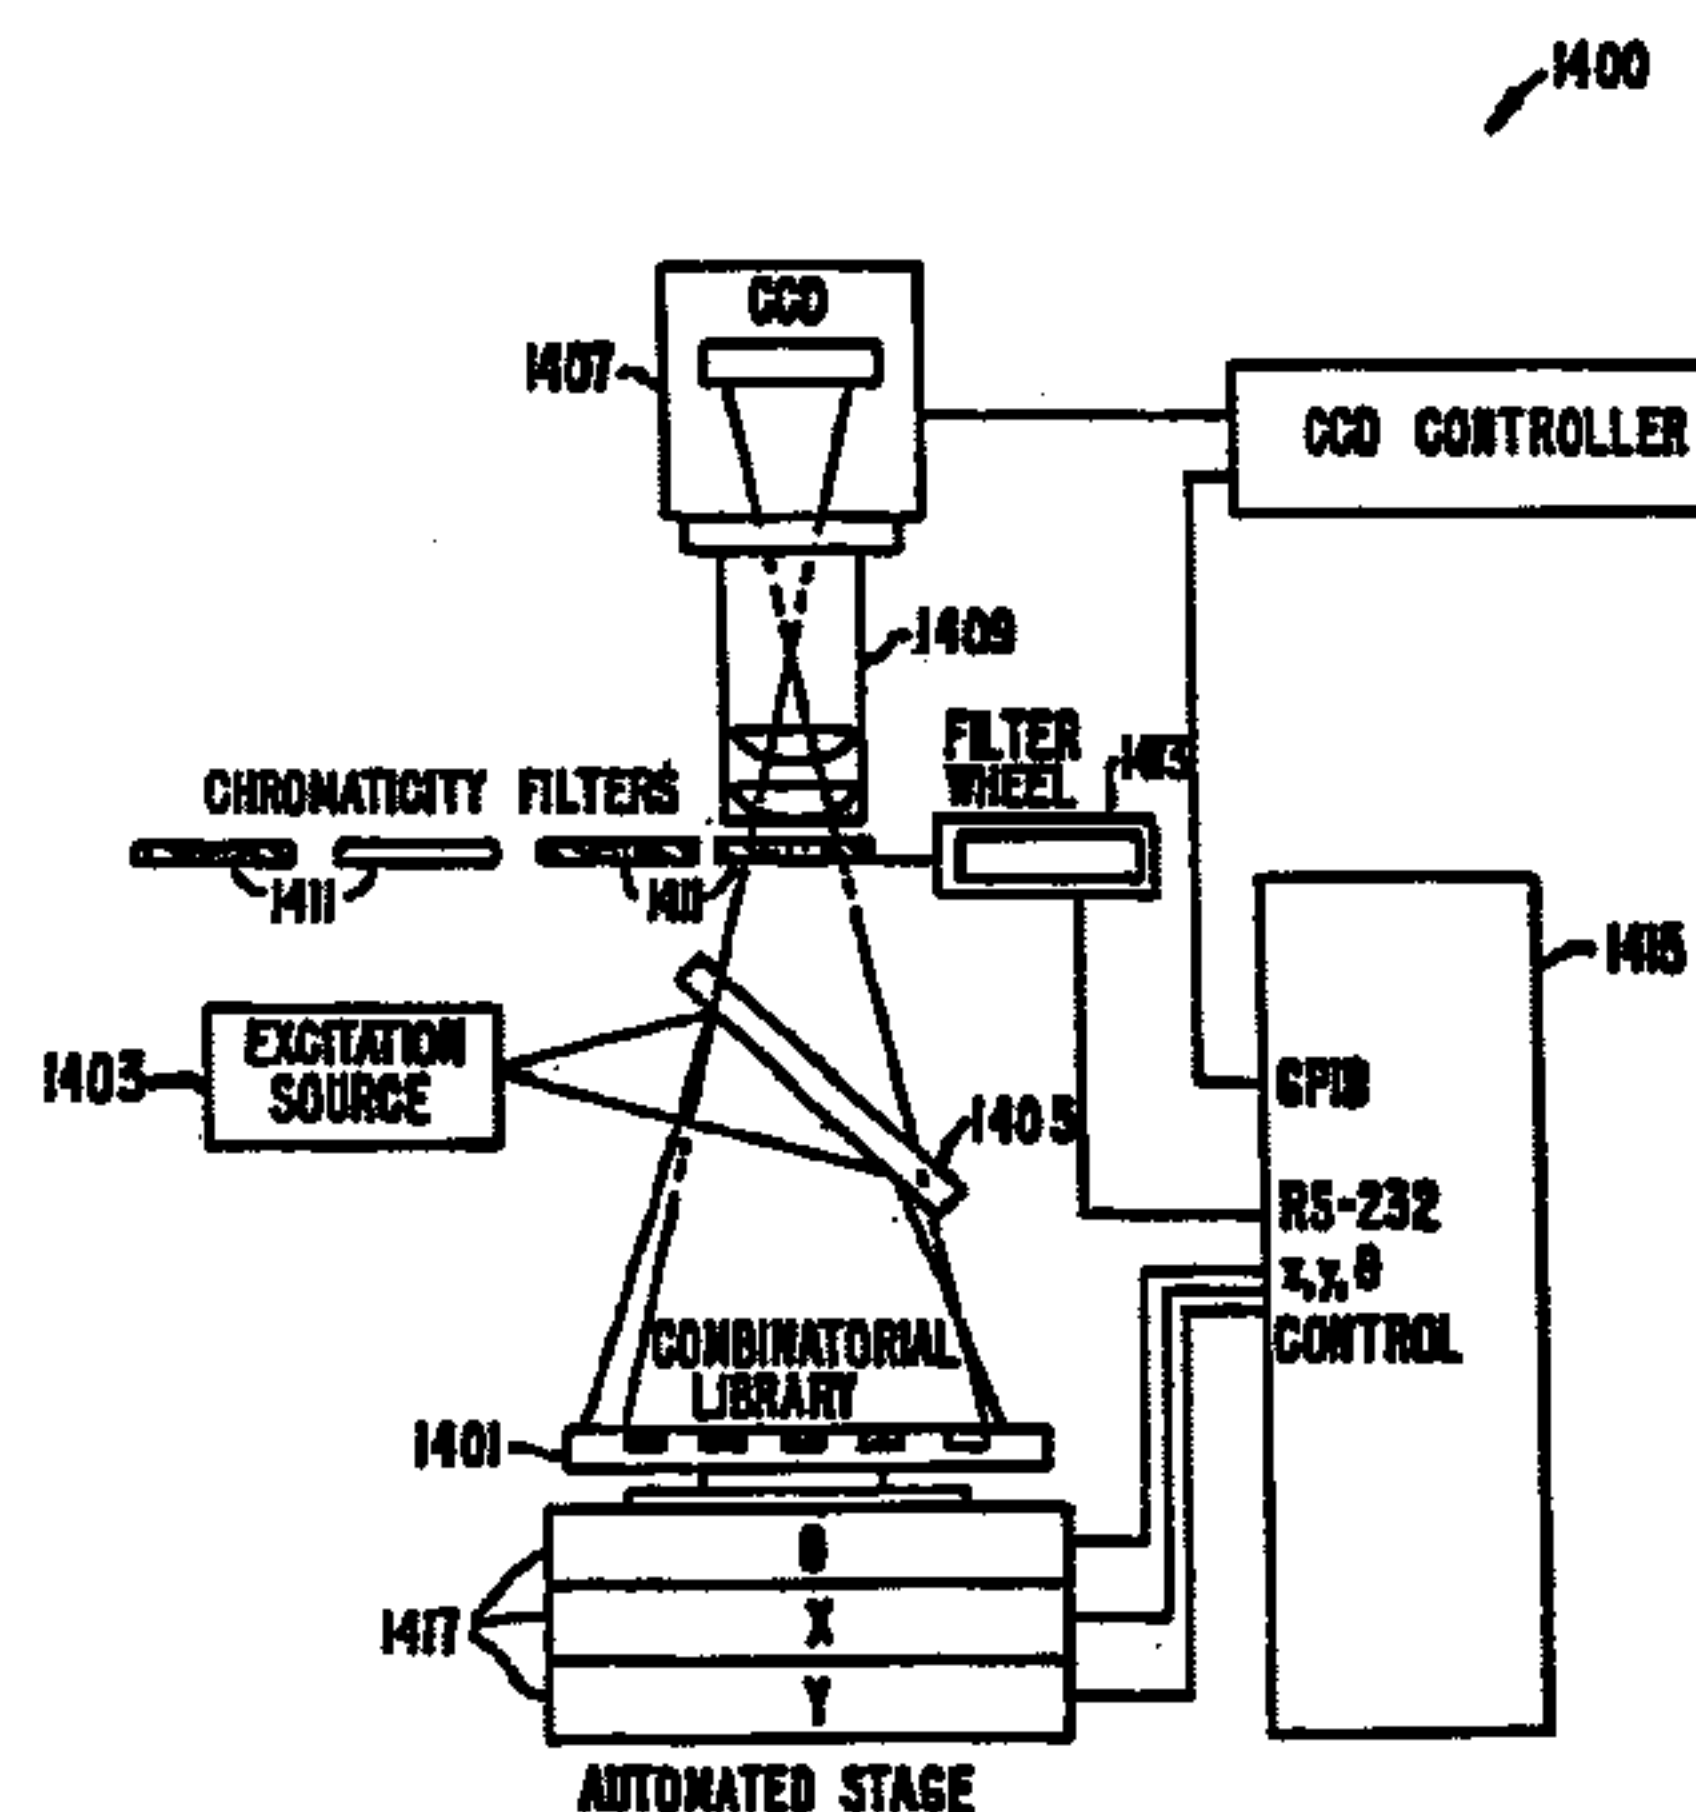 1400
CCD
1407
CCD CONTROLLER
1409
FILTER
WHEEL
1413
CHROMATICITY FILTERS
1411
1411
1415
EXCITATION
SOURCE
1403
GPIB
1405
RS-232
x, y, θ
CONTROL
COMBINATORIAL
LIBRARY
1401
θ
X
1417
Y
AUTOMATED STAGE